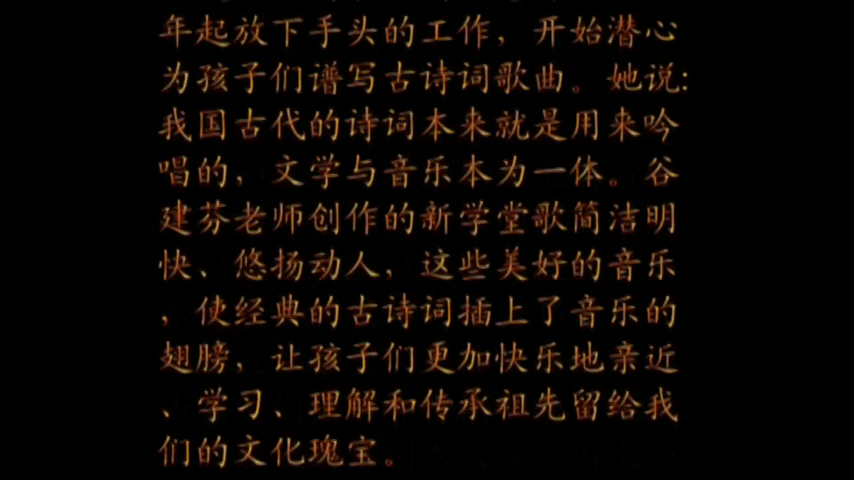 年起放下手头的工作，开始潜心
为孩子们谱写古诗词歌曲。她说：
我国古代的诗词本来就是用来吟
唱的，文学与音乐本为一体。谷
建芬老师创作的新学堂歌简洁明
快、悠扬动人，这些美好的音乐
，使经典的古诗词插上了音乐的
翅膀，让孩子们更加快乐地亲近
、学习、理解和传承祖先留给我
们的文化瑰宝。